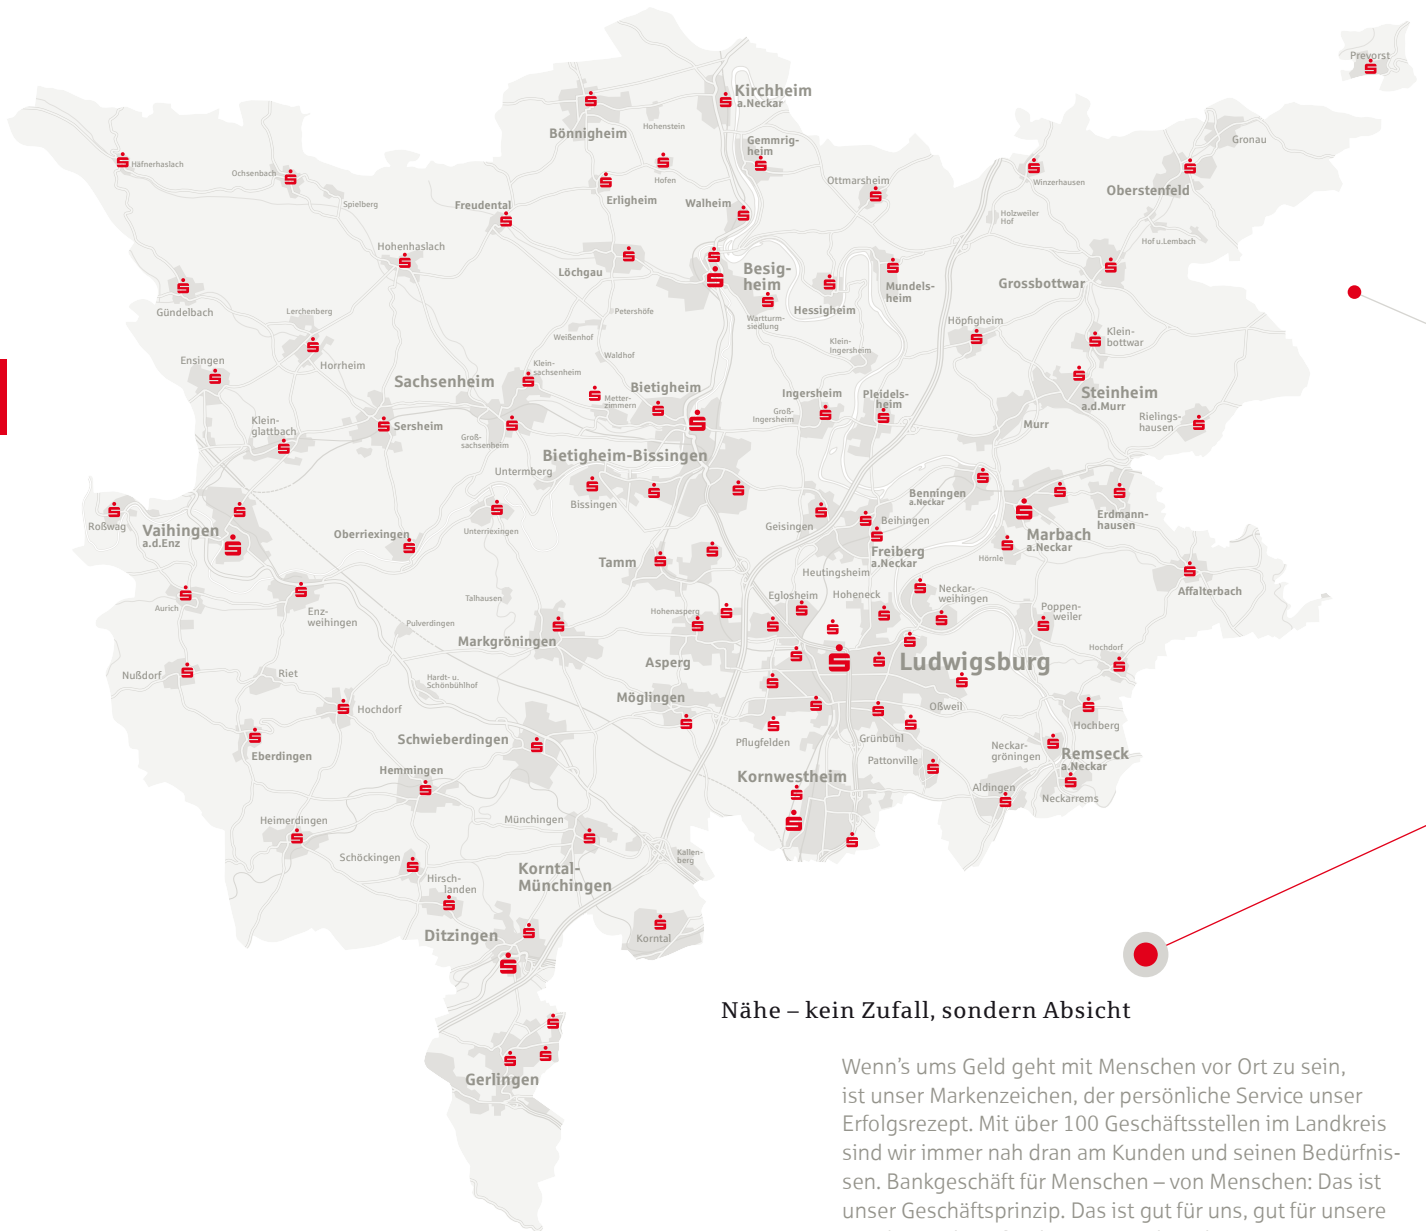 Prevorst
Kirchheim
a.Neckar
Bönnigheim
Hohenstein
Gemmrig-
heim
Gronau
Häfnerhaslach
Ochsenbach
Hofen
Ottmarsheim
Winzerhausen
Oberstenfeld
Spielberg
Freudental
Erligheim
Walheim
Holzweiler
Hof
Hohenhaslach
Hof u.Lembach
Löchgau
Besig-
heim
Mundels-
heim
Grossbottwar
Gündelbach
Lerchenberg
Petershöfe
Wartturm-
siedlung
Hessigheim
Höpfigheim
Klein-
bottwar
Weißenhof
Waldhof
Klein-
Ingersheim
Ensingen
Horrheim
Klein-
sachsenheim
Sachsenheim
Metter-
zimmern
Bietigheim
Ingersheim
Pleidels-
heim
Steinheim
a.d.Murr
Klein-
glattbach
Sersheim
Groß-
sachsenheim
Groß-
Ingersheim
Murr
Rielings-
hausen
Bietigheim-Bissingen
Untermberg
Bissingen
Benningen
a.Neckar
Roßwag
Vaihingen
a.d.Enz
Oberriexingen
Unterriexingen
Geisingen
Beihingen
Erdmann-
hausen
Marbach
a.Neckar
Tamm
Freiberg
a.Neckar
Hörnle
Heutingsheim
Affalterbach
Aurich
Enz-
weihingen
Talhausen
Pulverdingen
Hohenasperg
Eglosheim
Hoheneck
Neckar-
weihingen
Poppen-
weiler
Markgröningen
Asperg
Ludwigsburg
Hochdorf
Nußdorf
Riet
Hardt- u.
Schönbühlhof
Möglingen
Oßweil
Hochdorf
Hochberg
Eberdingen
Schwieberdingen
Pflugfelden
Grünbühl
Pattonville
Neckar-
gröningen
Remseck
a.Neckar
Hemmingen
Kornwestheim
Aldingen
Neckarrems
Heimerdingen
Münchingen
Schöckingen
Kallen-
berg
Hirsch-
landen
Korntal-
Münchingen
Ditzingen
Korntal
Gerlingen
Nähe – kein Zufall, sondern Absicht
Wenn’s ums Geld geht mit Menschen vor Ort zu sein,
ist unser Markenzeichen, der persönliche Service unser
Erfolgsrezept. Mit über 100 Geschäftsstellen im Landkreis
sind wir immer nah dran am Kunden und seinen Bedürfnis-
sen. Bankgeschäft für Menschen – von Menschen: Das ist
unser Geschäftsprinzip. Das ist gut für uns, gut für unsere